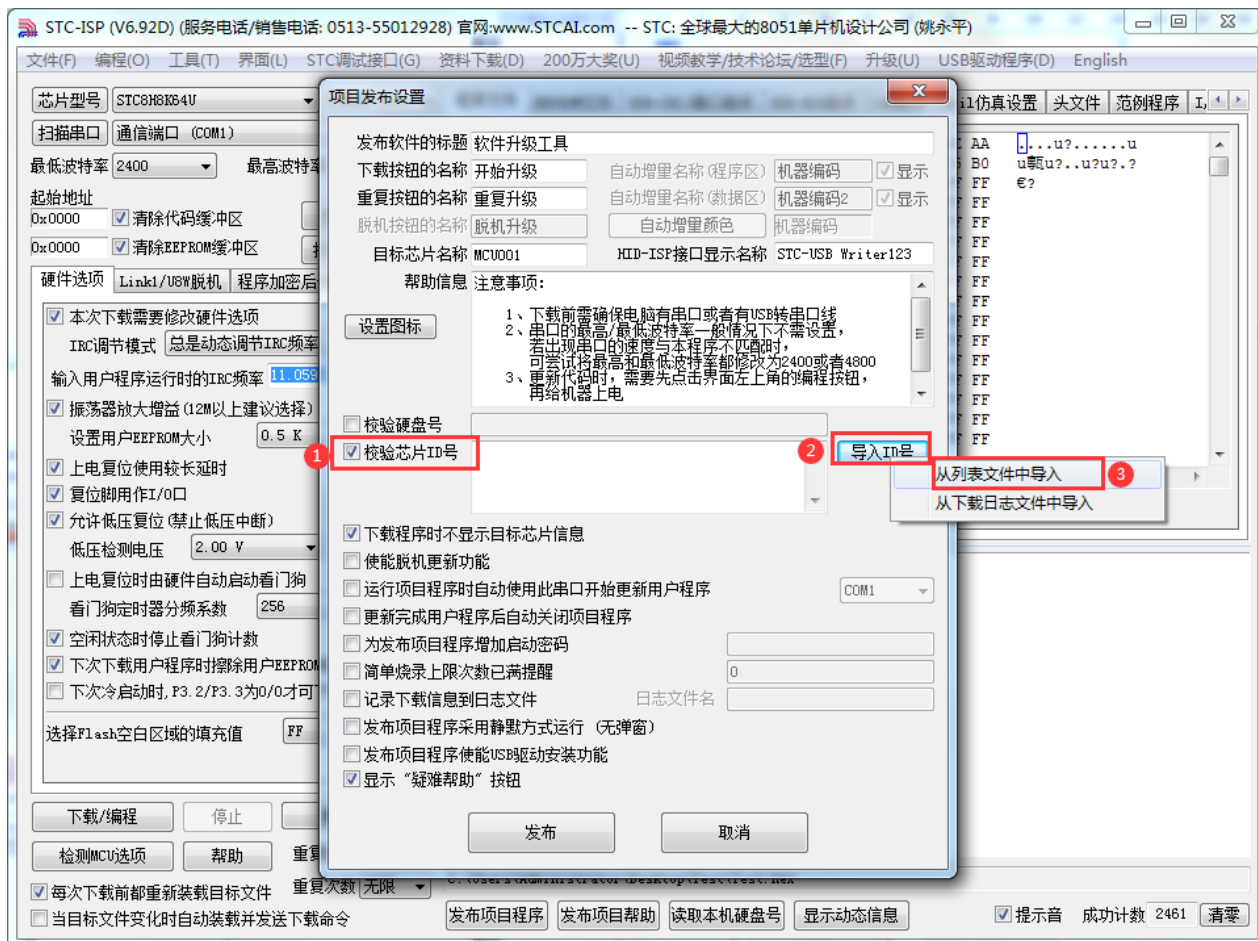 STC-ISP (V6.92D) (服务电话/销售电话: 0513-55012928) 官网:www.STCAI.com -- STC: 全球最大的8051单片机设计公司 (姚永平)
文件(F) 编程(O) 工具(T) 界面(L) STC调试接口(G) 资料下载(D) 200万大奖(U) 视频教学/技术论坛/选型(F) 升级(U) USB驱动程序(D) English
芯片型号 STC8H8K64U
扫描串口 通信端口 (COM1)
最低波特率 2400 最高波特率
起始地址
0x0000 清除代码缓冲区
0x0000 清除EEPROM缓冲区
硬件选项 Link1/U8W脱机 程序加密后
本次下载需要修改硬件选项
IRC调节模式 总是动态调节IRC频率
输入用户程序运行时的IRC频率 11.059
振荡器放大增益(12M以上建议选择)
设置用户EEPROM大小 0.5 K
上电复位使用较长延时
复位脚用作I/O口
允许低压复位(禁止低压中断)
低压检测电压 2.00 V
上电复位时由硬件自动启动看门狗
看门狗定时器分频系数 256
空闲状态时停止看门狗计数
下次下载用户程序时擦除用户EEPROM
下次冷启动时,P3.2/P3.3为0/0才可
选择Flash空白区域的填充值 FF
下载/编程 停止
检测MCU选项 帮助 重复
每次下载前都重新装载目标文件 重复次数 无限
当目标文件变化时自动装载并发送下载命令
项目发布设置
发布软件的标题 软件升级工具
下载按钮的名称 开始升级 自动增量名称(程序区) 机器编码 显示
重复按钮的名称 重复升级 自动增量名称(数据区) 机器编码2 显示
脱机按钮的名称 脱机升级 自动增量颜色 机器编码
目标芯片名称 MCU001 HID-ISP接口显示名称 STC-USB Writer123
帮助信息 注意事项:
设置图标
1、下载前需确保电脑有串口或者有USB转串口线
2、串口的最高/最低波特率一般情况下不需设置,
若出现串口的速度与本程序不匹配时,
可尝试将最高和最低波特率都修改为2400或者4800
3、更新代码时,需要先点击界面左上角的编程按钮,
再给机器上电
校验硬盘号
1 校验芯片ID号 2 导入ID号
从列表文件中导入 3
从下载日志文件中导入
下载程序时不显示目标芯片信息
使能脱机更新功能
运行项目程序时自动使用此串口开始更新用户程序 COM1
更新完成用户程序后自动关闭项目程序
为发布项目程序增加启动密码
简单烧录上限次数已满提醒 0
记录下载信息到日志文件 日志文件名
发布项目程序采用静默方式运行 (无弹窗)
发布项目程序使能USB驱动安装功能
显示 “疑难帮助” 按钮
发布 取消
il仿真设置 头文件 范例程序 I,
AA ....u?......u
B0 u甎u?..u?u?.?
FF €?
FF
FF
FF
FF
FF
FF
FF
FF
FF
FF
FF
FF
FF
发布项目程序 发布项目帮助 读取本机硬盘号 显示动态信息 提示音 成功计数 2461 清零